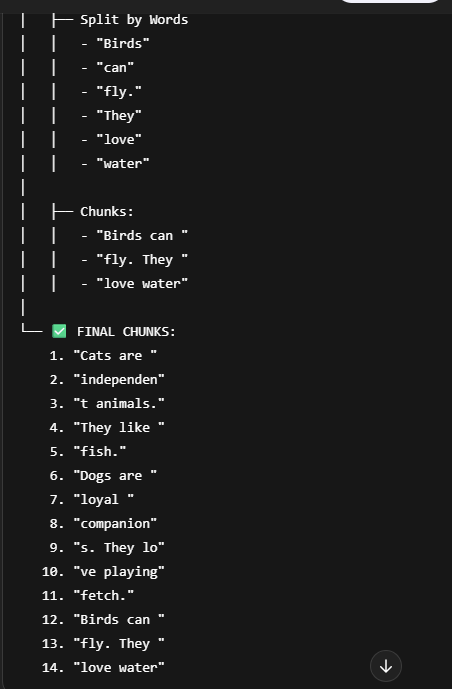 ├── Split by Words
- "Birds"
- "can"
- "fly."
- "They"
- "love"
- "water"
├── Chunks:
- "Birds can "
- "fly. They "
- "love water"
└── ✅ FINAL CHUNKS:
1. "Cats are "
2. "independen"
3. "t animals."
4. "They like "
5. "fish."
6. "Dogs are "
7. "loyal "
8. "companion"
9. "s. They lo"
10. "ve playing"
11. "fetch."
12. "Birds can "
13. "fly. They "
14. "love water"